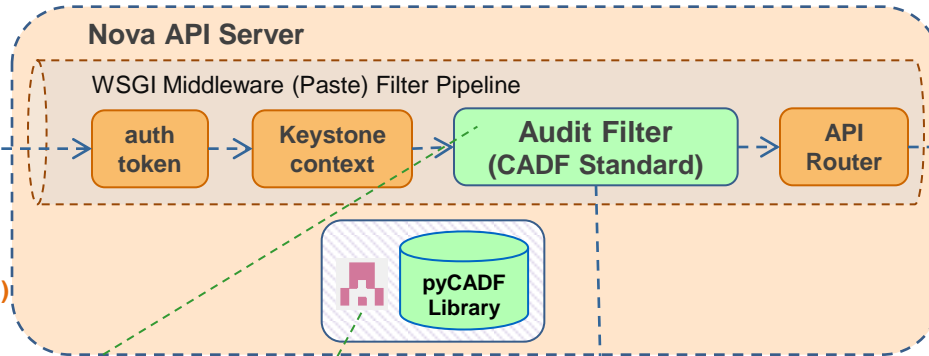 Nova API Server
WSGI Middleware (Paste) Filter Pipeline
auth
token
Keystone
context
Audit Filter
(CADF Standard)
API
Router
)
pyCADF
Library